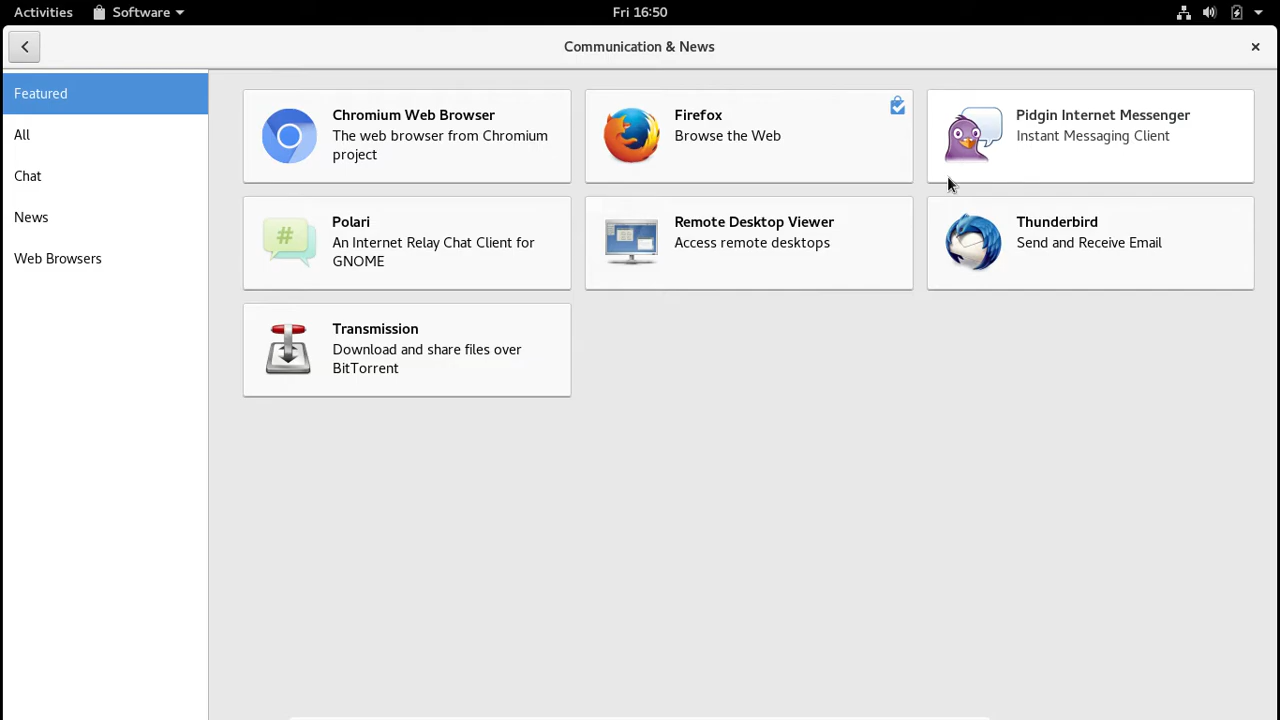 Activities
Software
Fri 16:50
Communication & News
Featured
All
Chat
News
Web Browsers
Chromium Web Browser
The web browser from Chromium
project
Firefox
Browse the Web
Pidgin Internet Messenger
Instant Messaging Client
Polari
An Internet Relay Chat Client for
GNOME
Remote Desktop Viewer
Access remote desktops
Thunderbird
Send and Receive Email
Transmission
Download and share files over
BitTorrent